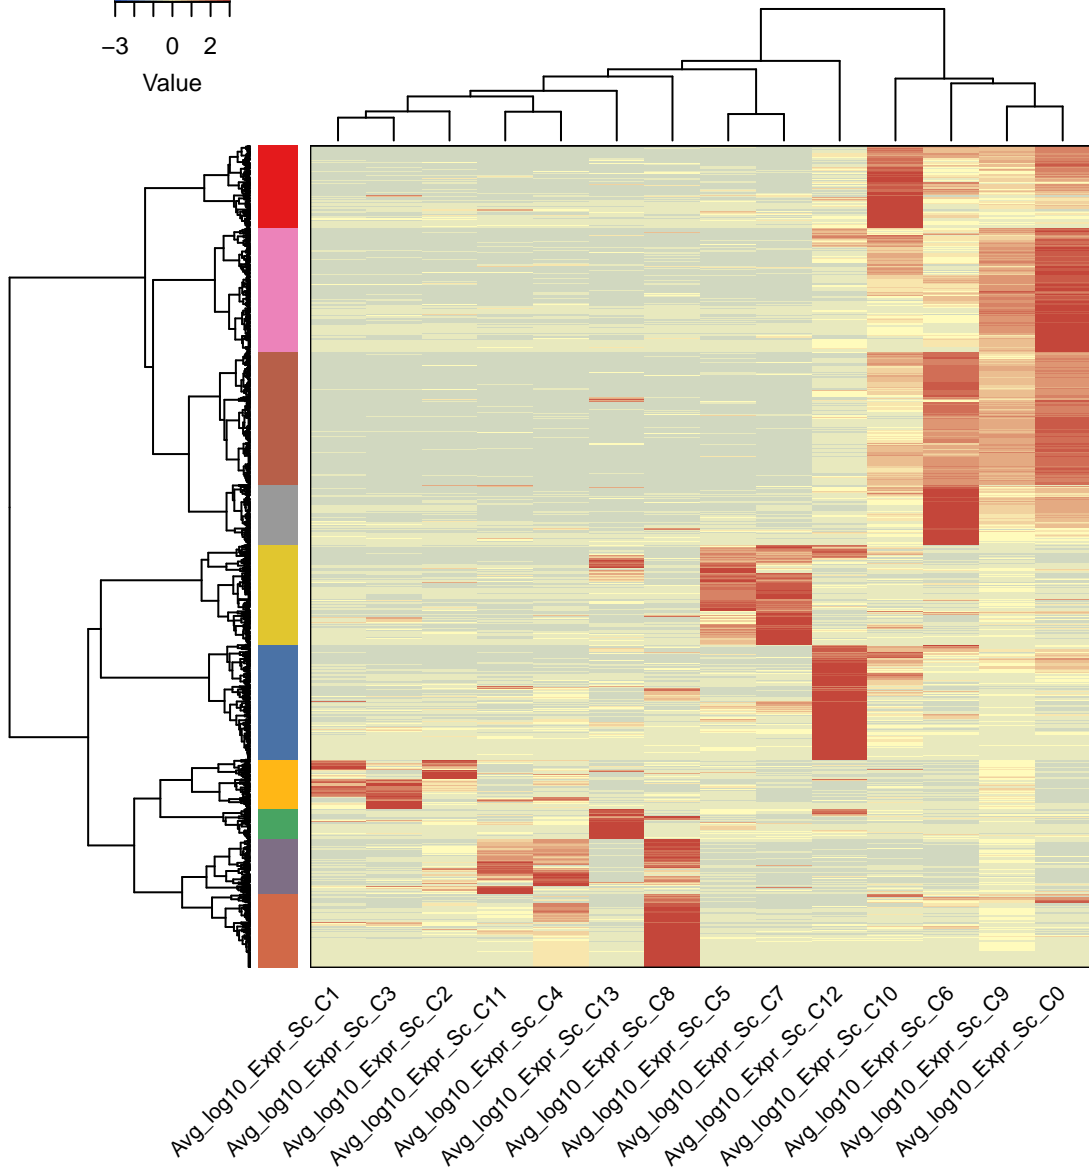 −3 0 2
Value
Avg_log10_Expr_Sc_C1
Avg_log10_Expr_Sc_C3
Avg_log10_Expr_Sc_C2
Avg_log10_Expr_Sc_C11
Avg_log10_Expr_Sc_C4
Avg_log10_Expr_Sc_C13
Avg_log10_Expr_Sc_C8
Avg_log10_Expr_Sc_C5
Avg_log10_Expr_Sc_C7
Avg_log10_Expr_Sc_C12
Avg_log10_Expr_Sc_C10
Avg_log10_Expr_Sc_C6
Avg_log10_Expr_Sc_C9
Avg_log10_Expr_Sc_C0